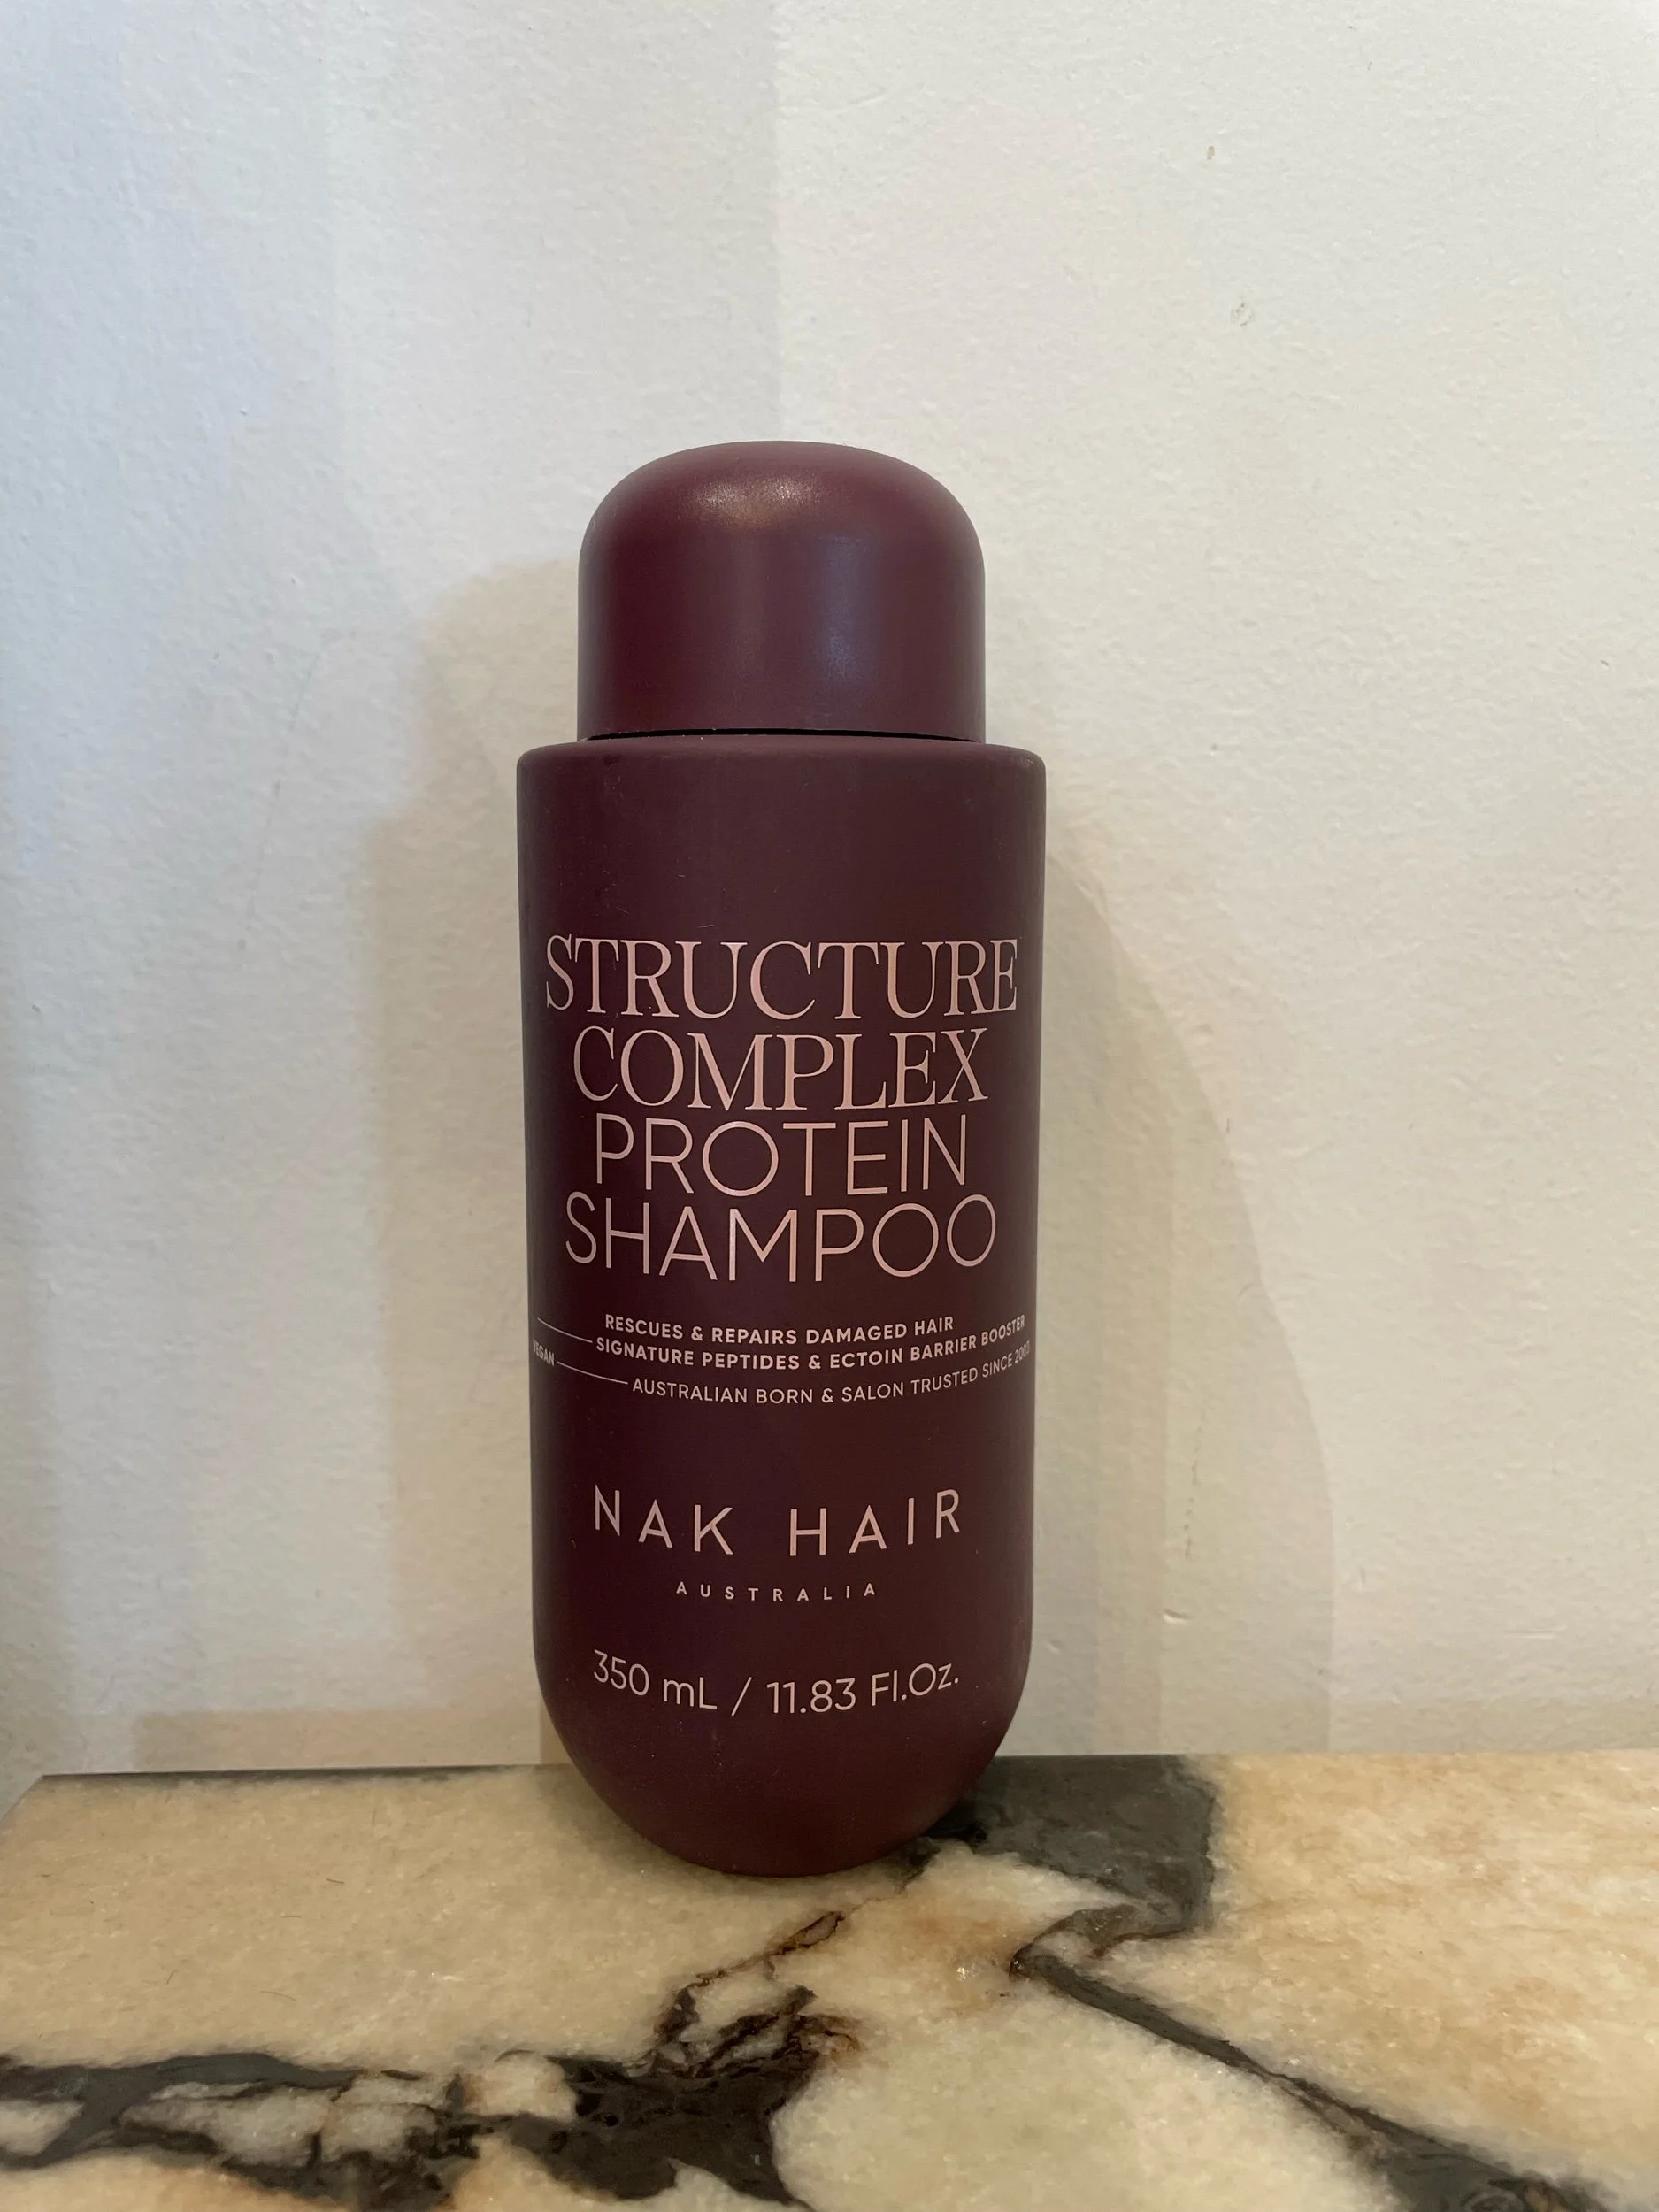 STRUCTURE
COMPLEX
PROTEIN
SHAMPOO
RESCUES & REPAIRS DAMAGED HAIR
SIGNATURE PEPTIDES & ECTOIN BARRIER BOOSTER
VEGAN
AUSTRALIAN BORN & SALON TRUSTED SINCE 2003
NAK HAIR
AUSTRALIA
350 mL / 11.83 Fl.Oz.